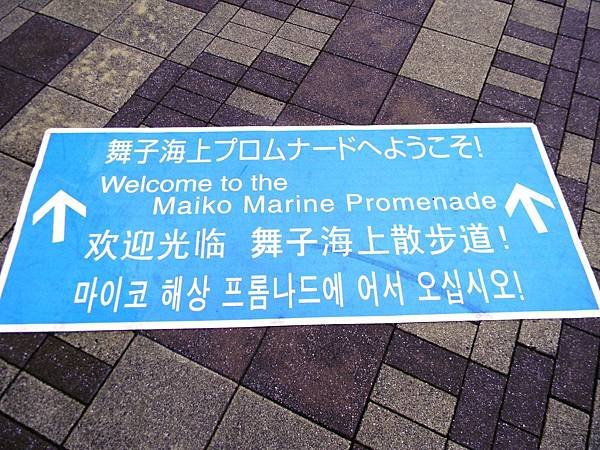 舞子海上プロムナードへようこそ!
Welcome to the
Maiko Marine Promenade
欢迎光临 舞子海上散步道!
마이코 해상 프롬나드에 어서 오십시오!